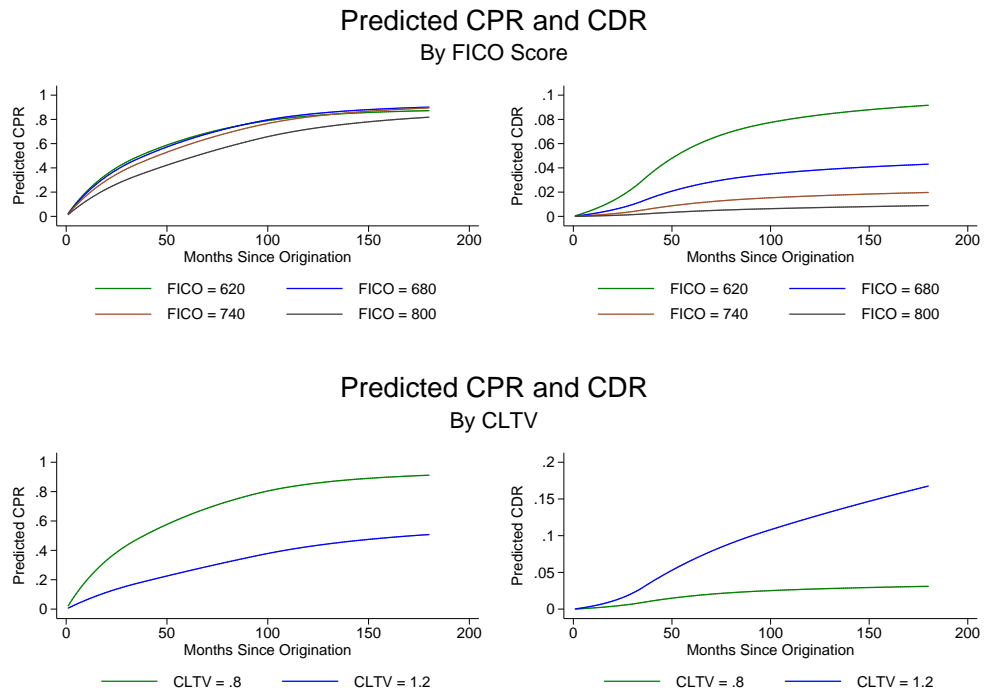 Predicted CPR and CDR
By FICO Score
Predicted CPR
1
.8
.6
.4
.2
0
0 50 100 150 200
Months Since Origination
FICO = 620 FICO = 680
FICO = 740 FICO = 800
Predicted CDR
.1
.08
.06
.04
.02
0
0 50 100 150 200
Months Since Origination
FICO = 620 FICO = 680
FICO = 740 FICO = 800
Predicted CPR and CDR
By CLTV
Predicted CPR
1
.8
.6
.4
.2
0
0 50 100 150 200
Months Since Origination
CLTV = .8 CLTV = 1.2
Predicted CDR
.2
.15
.1
.05
0
0 50 100 150 200
Months Since Origination
CLTV = .8 CLTV = 1.2